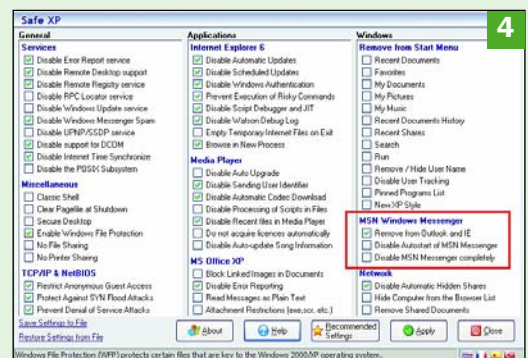 Safe XP
4
General
Services
Disable Error Report service
Disable Remote Desktop support
Disable Remote Registry service
Disable RPC Locator service
Disable Windows Update service
Disable Windows Messenger Spam
Disable UPNP/SSDP service
Disable support for DCOM
Disable Internet Time Synchronize
Disable the POSIX Subsystem
Miscellaneous
Classic Shell
Clear Pagefile at Shutdown
Secure Desktop
Enable Windows File Protection
No File Sharing
No Printer Sharing
TCP/IP & NetBIOS
Restrict Anonymous Guest Access
Protect Against SYN Flood Attacks
Prevent Denial of Service Attacks
Applications
Internet Explorer 6
Disable Automatic Updates
Disable Scheduled Updates
Disable Windows Authentication
Prevent Execution of Risky Commands
Disable Script Debugger and JIT
Disable Watson Debug Log
Empty Temporary Internet Files on Exit
Browse in New Process
Media Player
Disable Auto Upgrade
Disable Sending User Identifier
Disable Automatic Codec Download
Disable Processing of Scripts in Files
Disable Recent files in Media Player
Do not acquire licences automatically
Disable Auto-update Song Information
MS Office XP
Block Linked Images in Documents
Disable Error Reporting
Read Messages as Plain Text
Attachment Restrictions (exe,scr, etc.)
Windows
Remove from Start Menu
Recent Documents
Favorites
My Documents
My Pictures
My Music
Recent Documents History
Recent Shares
Search
Run
Remove / Hide User Name
Disable User Tracking
Pinned Programs List
New XP Style
MSN Windows Messenger
Remove from Outlook and IE
Disable Autostart of MSN Messenger
Disable MSN Messenger completely
Network
Disable Automatic Hidden Shares
Hide Computer from the Browser List
Remove Shared Documents
Save Settings to File
Restore Settings from File
About
Help
Recommended
Settings
Apply
Close
Windows File Protection (WFP) protects certain files that are key to the Windows 2000/XP operating system.